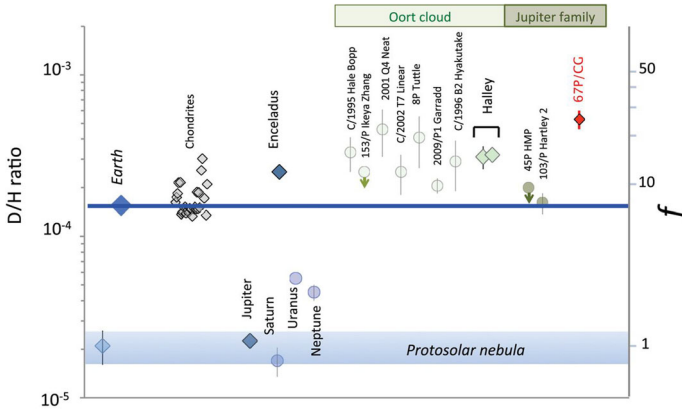 Oort cloud
Jupiter family
10-3
10-4
10-5
D/H ratio
50
10
1
f
Earth
Chondrites
Enceladus
C/1995 Hale Bopp
153/P Ikeya Zhang
2001 Q4 Neat
C/2002 T7 Linear
8P Tuttle
2009/P1 Garradd
C/1996 B2 Hyakutake
Halley
45P HMP
103/P Hartley 2
67P/CG
Jupiter
Saturn
Uranus
Neptune
Protosolar nebula